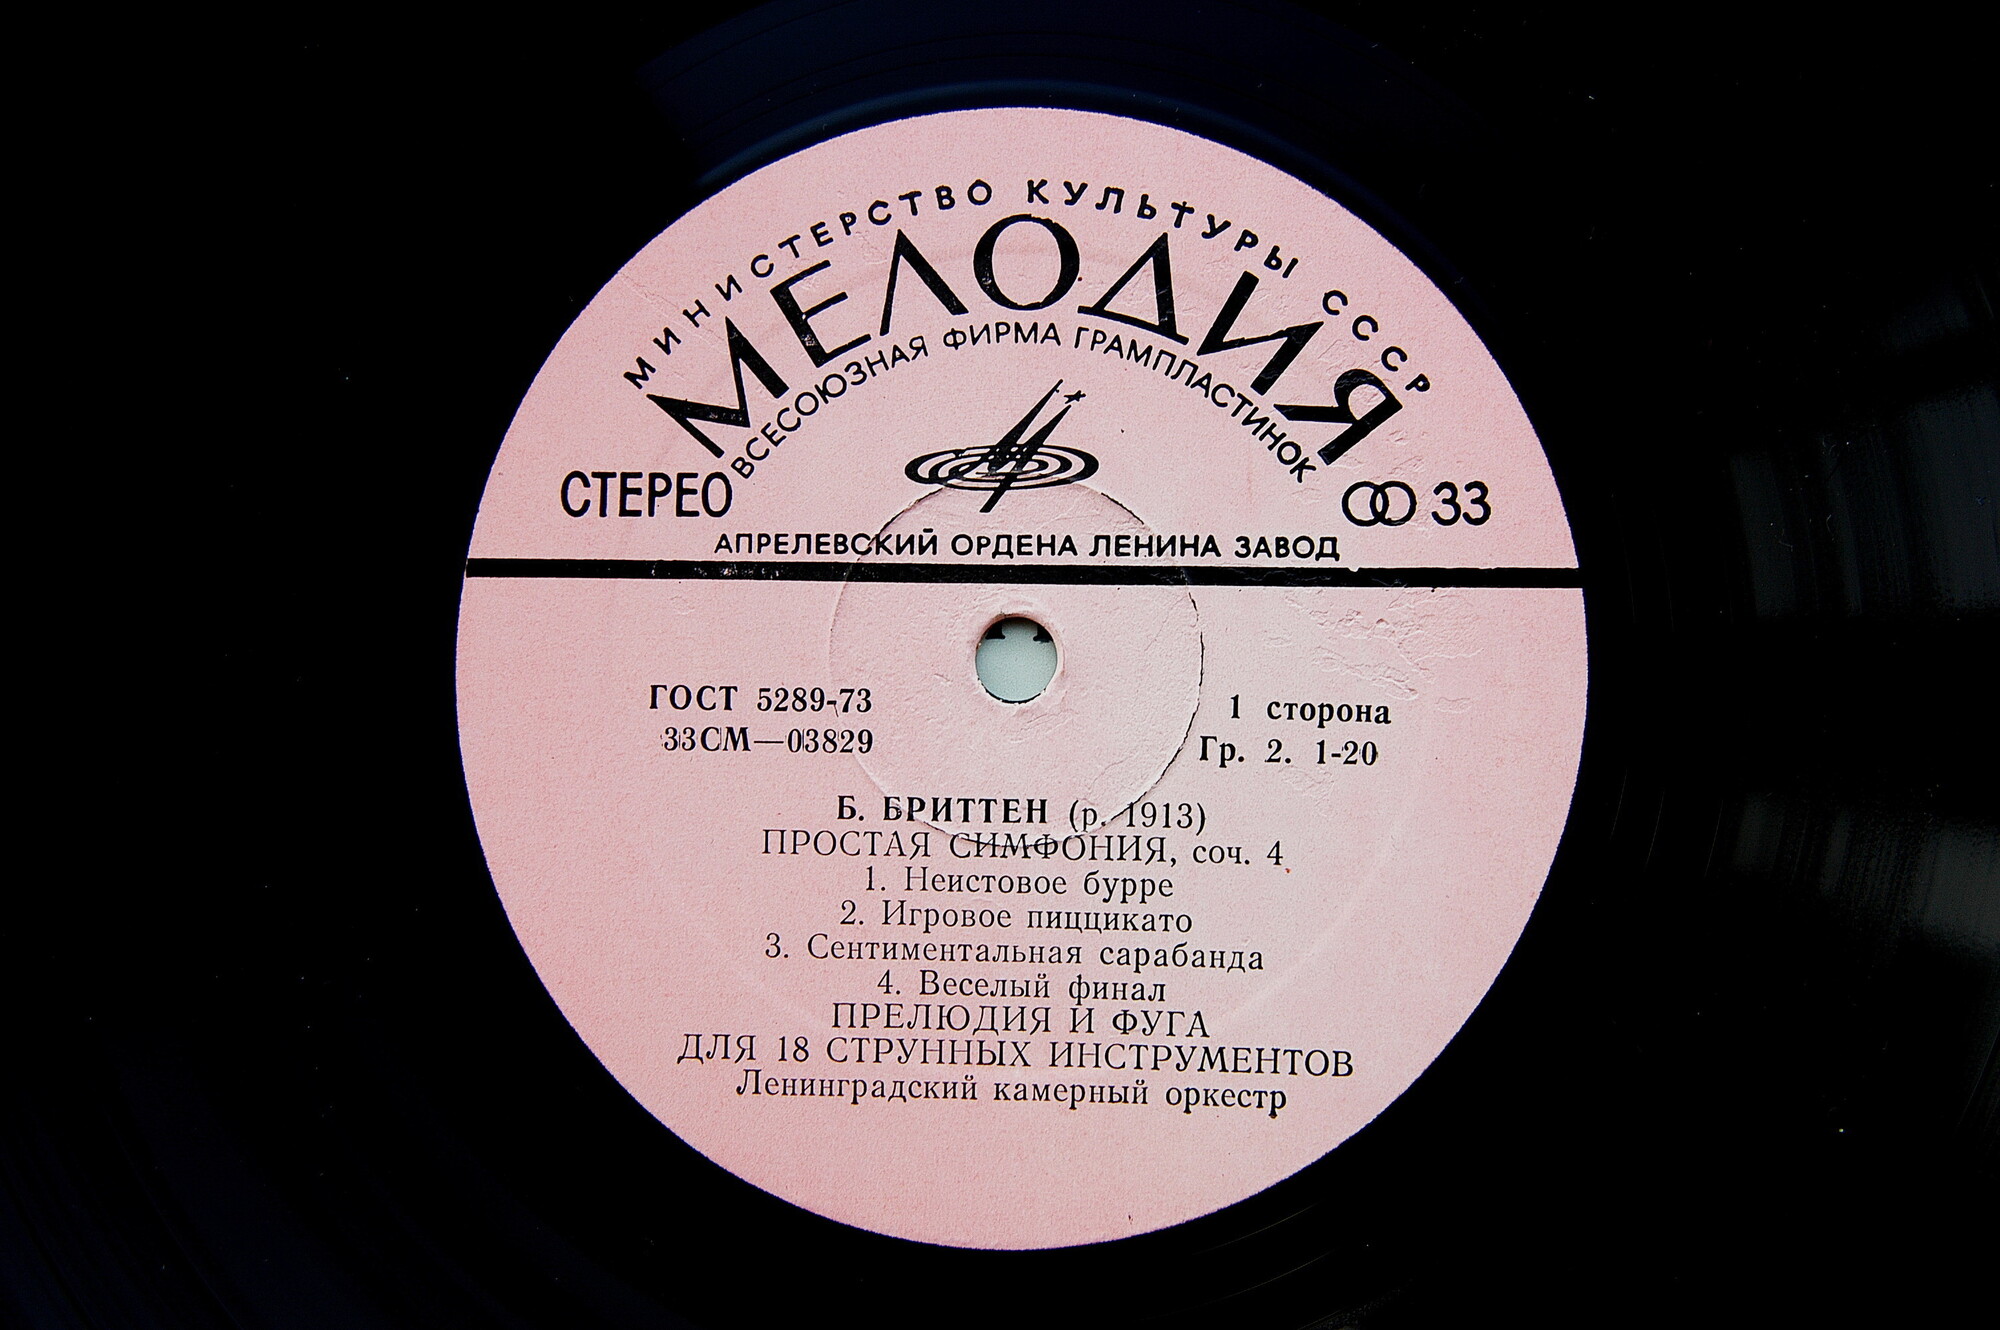 МИНИСТЕРСТВО КУЛЬТУРЫ СССР
МЕЛОДИЯ
ВСЕСОЮЗНАЯ ФИРМА ГРАМПЛАСТИНОК
СТЕРЕО
33
АПРЕЛЕВСКИЙ ОРДЕНА ЛЕНИНА ЗАВОД
ГОСТ 5289-73
33СМ—03829
1 сторона
Гр. 2. 1-20
Б. БРИТТЕН (р. 1913)
ПРОСТАЯ СИМФОНИЯ, соч. 4
1. Неистовое бурре
2. Игровое пиццикато
3. Сентиментальная сарабанда
4. Веселый финал
ПРЕЛЮДИЯ И ФУГА
ДЛЯ 18 СТРУННЫХ ИНСТРУМЕНТОВ
Ленинградский камерный оркестр